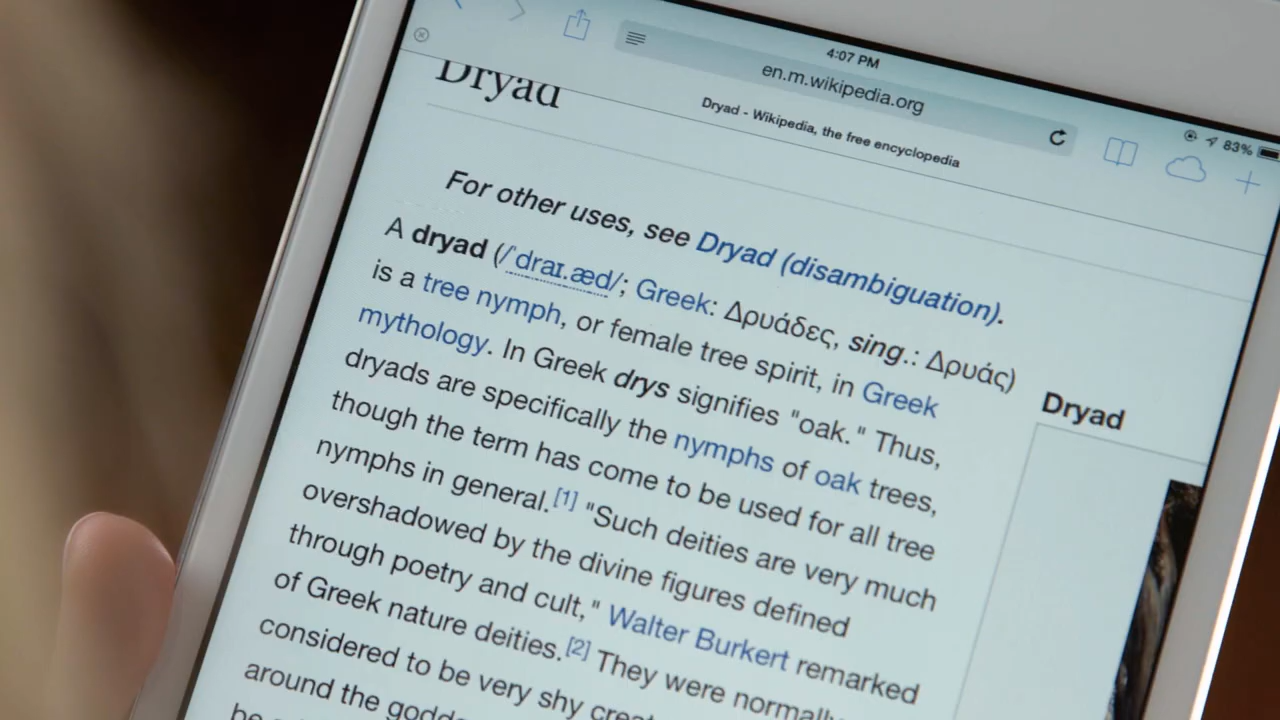 4:07 PM
83%
en.m.wikipedia.org
Dryad - Wikipedia, the free encyclopedia
Dryad
For other uses, see Dryad (disambiguation).
A dryad (/ˈdraɪ.æd/; Greek: Δρυάδες, sing.: Δρυάς)
is a tree nymph, or female tree spirit, in Greek
mythology. In Greek drys signifies "oak." Thus,
dryads are specifically the nymphs of oak trees,
though the term has come to be used for all tree
nymphs in general.[1] "Such deities are very much
overshadowed by the divine figures defined
through poetry and cult," Walter Burkert remarked
of Greek nature deities.[2] They were normally
considered to be very shy
around the
Dryad